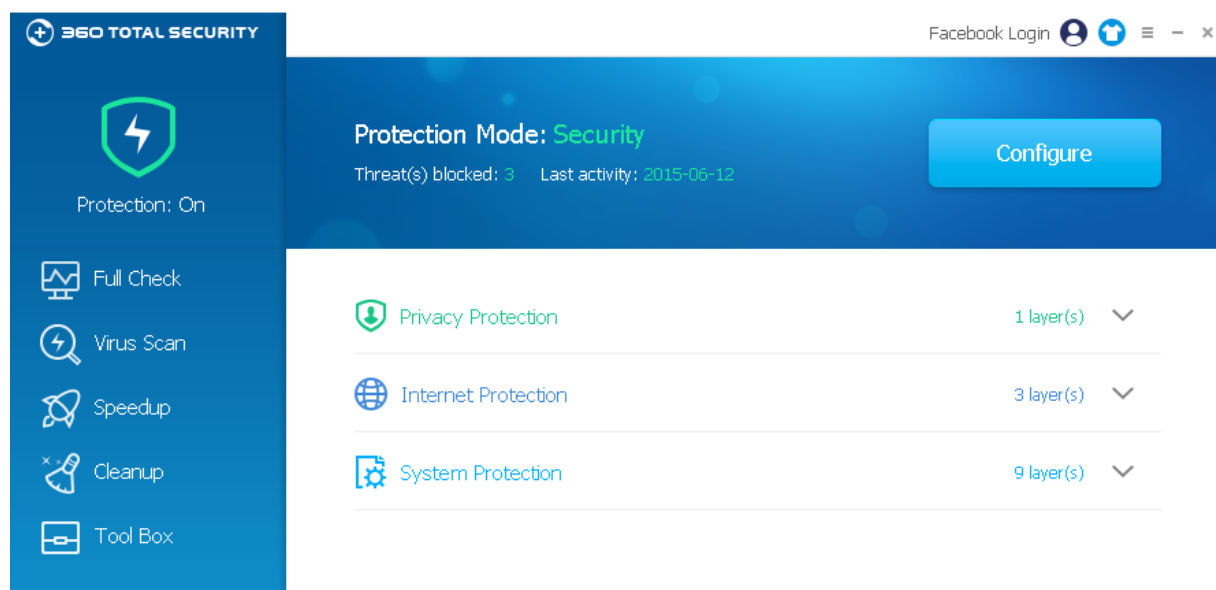 360 TOTAL SECURITY
Facebook Login
Protection: On
Full Check
Virus Scan
Speedup
Cleanup
Tool Box
Protection Mode: Security
Threat(s) blocked: 3 Last activity: 2015-06-12
Configure
Privacy Protection 1 layer(s)
Internet Protection 3 layer(s)
System Protection 9 layer(s)